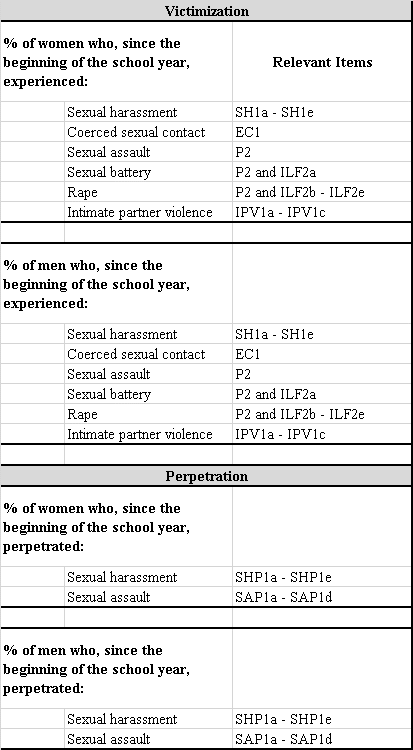 Victimization
% of women who, since the
beginning of the school year,
experienced:
Relevant Items
Sexual harassment SH1a - SH1e
Coerced sexual contact EC1
Sexual assault P2
Sexual battery P2 and ILF2a
Rape P2 and ILF2b - ILF2e
Intimate partner violence IPV1a - IPV1c
% of men who, since the
beginning of the school year,
experienced:
Sexual harassment SH1a - SH1e
Coerced sexual contact EC1
Sexual assault P2
Sexual battery P2 and ILF2a
Rape P2 and ILF2b - ILF2e
Intimate partner violence IPV1a - IPV1c
Perpetration
% of women who, since the
beginning of the school year,
perpetrated:
Sexual harassment SHP1a - SHP1e
Sexual assault SAP1a - SAP1d
% of men who, since the
beginning of the school year,
perpetrated:
Sexual harassment SHP1a - SHP1e
Sexual assault SAP1a - SAP1d